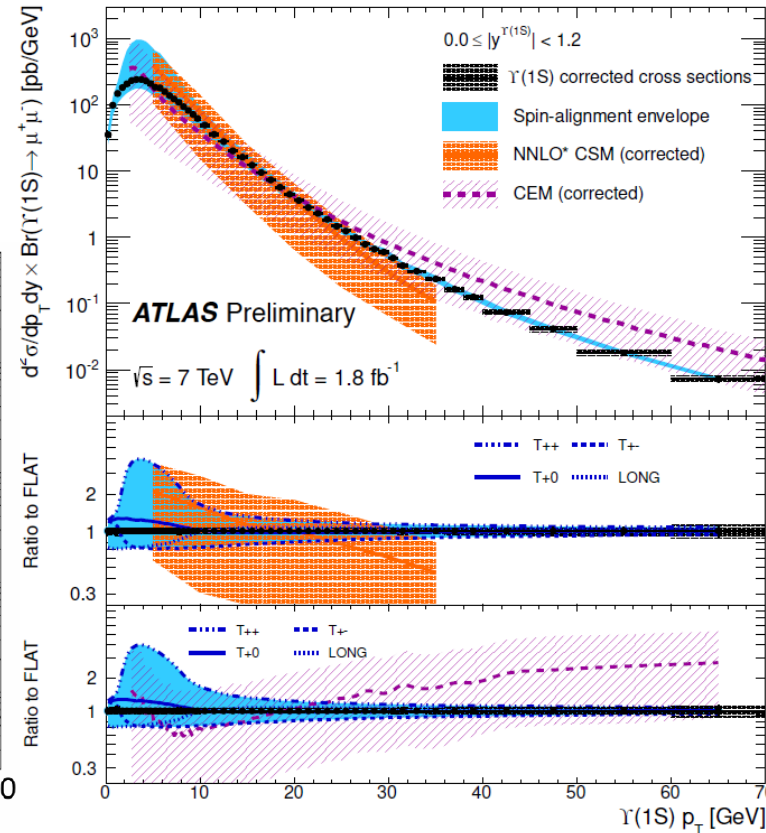 d²σ/dp_T dy × Br(ϒ(1S)→ μ⁺μ⁻) [pb/GeV]
10³
10²
10
1
10⁻¹
10⁻²
0.0 ≤ |y^ϒ(1S)| < 1.2
ϒ(1S) corrected cross sections
Spin-alignment envelope
NNLO* CSM (corrected)
CEM (corrected)
ATLAS Preliminary
√s = 7 TeV ∫ L dt = 1.8 fb⁻¹
Ratio to FLAT
2
1
0.3
T++ T+-
T+0 LONG
Ratio to FLAT
2
1
0.3
T++ T+-
T+0 LONG
0
0 10 20 30 40 50 60 70
ϒ(1S) p_T [GeV]